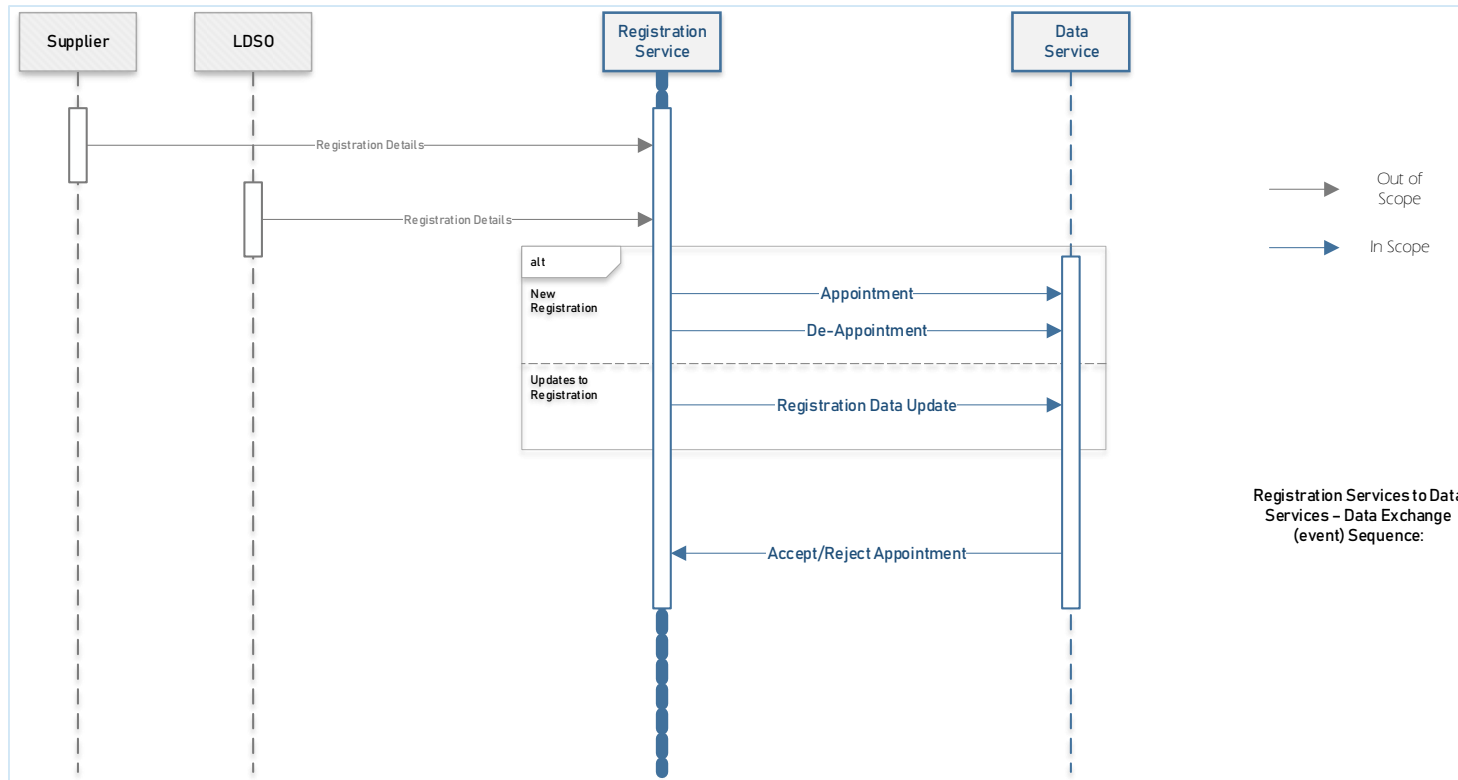 Supplier
LDSO
Registration
Service
Data
Service
Registration Details
Out of
Scope
Registration Details
In Scope
alt
New
Registration
Appointment
De-Appointment
Updates to
Registration
Registration Data Update
Registration Services to Data
Services – Data Exchange
(event) Sequence:
Accept/Reject Appointment